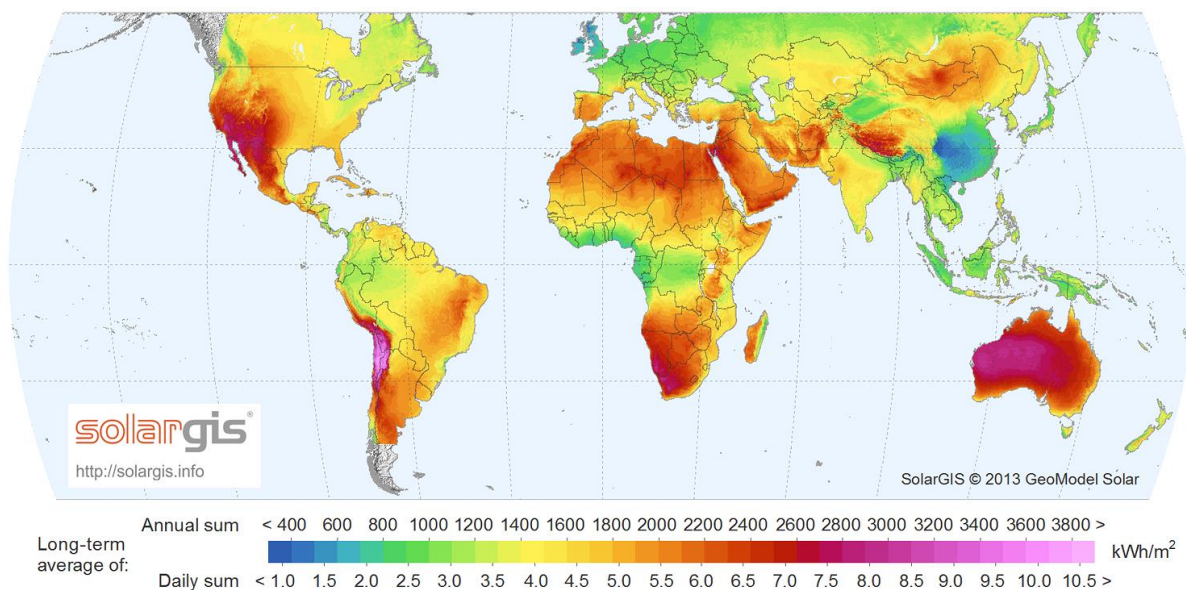 solargis®
http://solargis.info
SolarGIS © 2013 GeoModel Solar
Annual sum < 400 600 800 1000 1200 1400 1600 1800 2000 2200 2400 2600 2800 3000 3200 3400 3600 3800 >
Long-term
average of:
kWh/m²
Daily sum < 1.0 1.5 2.0 2.5 3.0 3.5 4.0 4.5 5.0 5.5 6.0 6.5 7.0 7.5 8.0 8.5 9.0 9.5 10.0 10.5 >